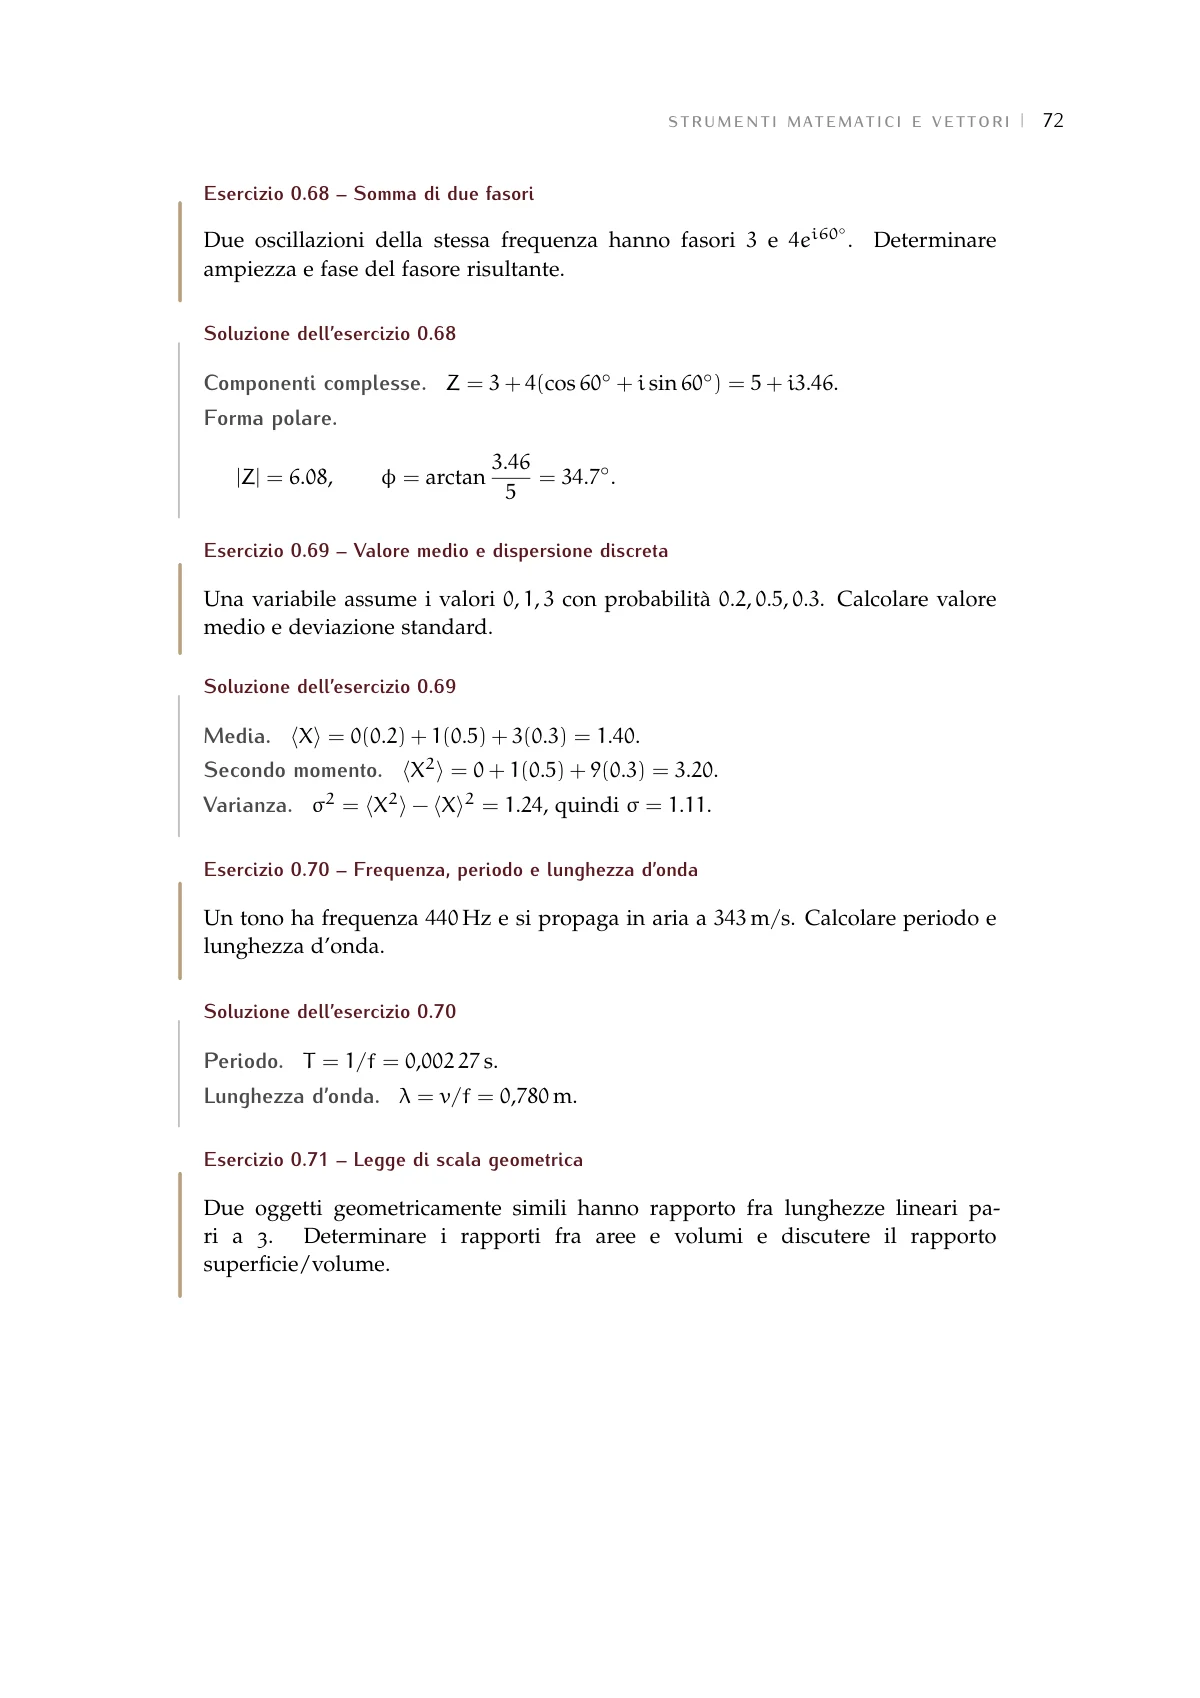 STRUMENTI MATEMATICI E VETTORI | 72
Esercizio 0.68 – Somma di due fasori
Due oscillazioni della stessa frequenza hanno fasori 3 e 4e^{i60°}. Determinare
ampiezza e fase del fasore risultante.
Soluzione dell'esercizio 0.68
Componenti complesse. Z = 3 + 4(cos 60° + i sin 60°) = 5 + i3.46.
Forma polare.
|Z| = 6.08, φ = arctan \frac{3.46}{5} = 34.7°.
Esercizio 0.69 – Valore medio e dispersione discreta
Una variabile assume i valori 0, 1, 3 con probabilità 0.2, 0.5, 0.3. Calcolare valore
medio e deviazione standard.
Soluzione dell'esercizio 0.69
Media. ⟨X⟩ = 0(0.2) + 1(0.5) + 3(0.3) = 1.40.
Secondo momento. ⟨X²⟩ = 0 + 1(0.5) + 9(0.3) = 3.20.
Varianza. σ² = ⟨X²⟩ − ⟨X⟩² = 1.24, quindi σ = 1.11.
Esercizio 0.70 – Frequenza, periodo e lunghezza d'onda
Un tono ha frequenza 440 Hz e si propaga in aria a 343 m/s. Calcolare periodo e
lunghezza d'onda.
Soluzione dell'esercizio 0.70
Periodo. T = 1/f = 0,002 27 s.
Lunghezza d'onda. λ = v/f = 0,780 m.
Esercizio 0.71 – Legge di scala geometrica
Due oggetti geometricamente simili hanno rapporto fra lunghezze lineari pa-
ri a 3. Determinare i rapporti fra aree e volumi e discutere il rapporto
superficie/volume.